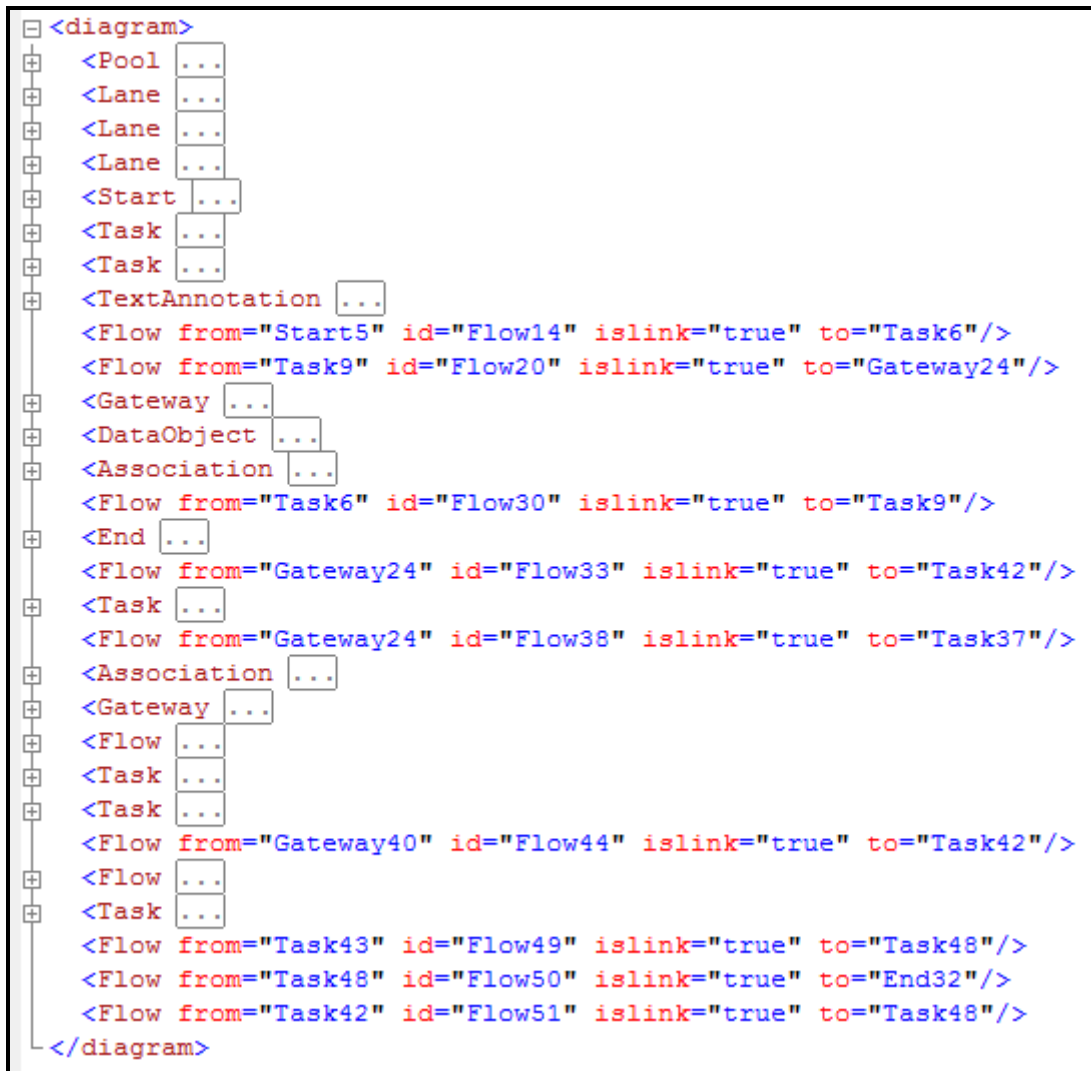 <diagram>
<Pool ...
<Lane ...
<Lane ...
<Lane ...
<Start ...
<Task ...
<Task ...
<TextAnnotation ...
<Flow from="Start5" id="Flow14" islink="true" to="Task6"/>
<Flow from="Task9" id="Flow20" islink="true" to="Gateway24"/>
<Gateway ...
<DataObject ...
<Association ...
<Flow from="Task6" id="Flow30" islink="true" to="Task9"/>
<End ...
<Flow from="Gateway24" id="Flow33" islink="true" to="Task42"/>
<Task ...
<Flow from="Gateway24" id="Flow38" islink="true" to="Task37"/>
<Association ...
<Gateway ...
<Flow ...
<Task ...
<Task ...
<Flow from="Gateway40" id="Flow44" islink="true" to="Task42"/>
<Flow ...
<Task ...
<Flow from="Task43" id="Flow49" islink="true" to="Task48"/>
<Flow from="Task48" id="Flow50" islink="true" to="End32"/>
<Flow from="Task42" id="Flow51" islink="true" to="Task48"/>
</diagram>